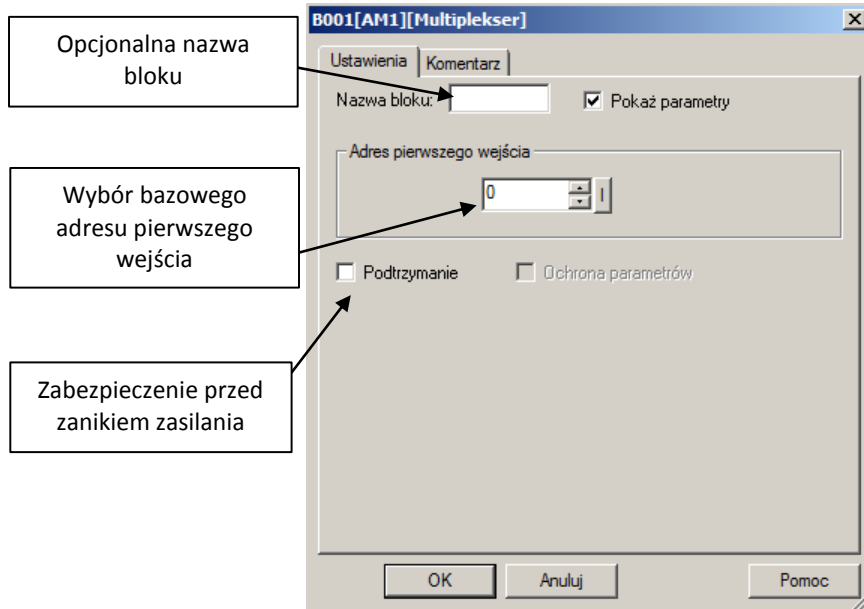 B001[AM1][Multiplekser]
Opcjonalna nazwa
bloku
Ustawienia Komentarz
Nazwa bloku: Pokaż parametry
Adres pierwszego wejścia
0 I
Wybór bazowego
adresu pierwszego
wejścia
Podtrzymanie Ochrona parametrów
Zabezpieczenie przed
zanikiem zasilania
OK Anuluj Pomoc